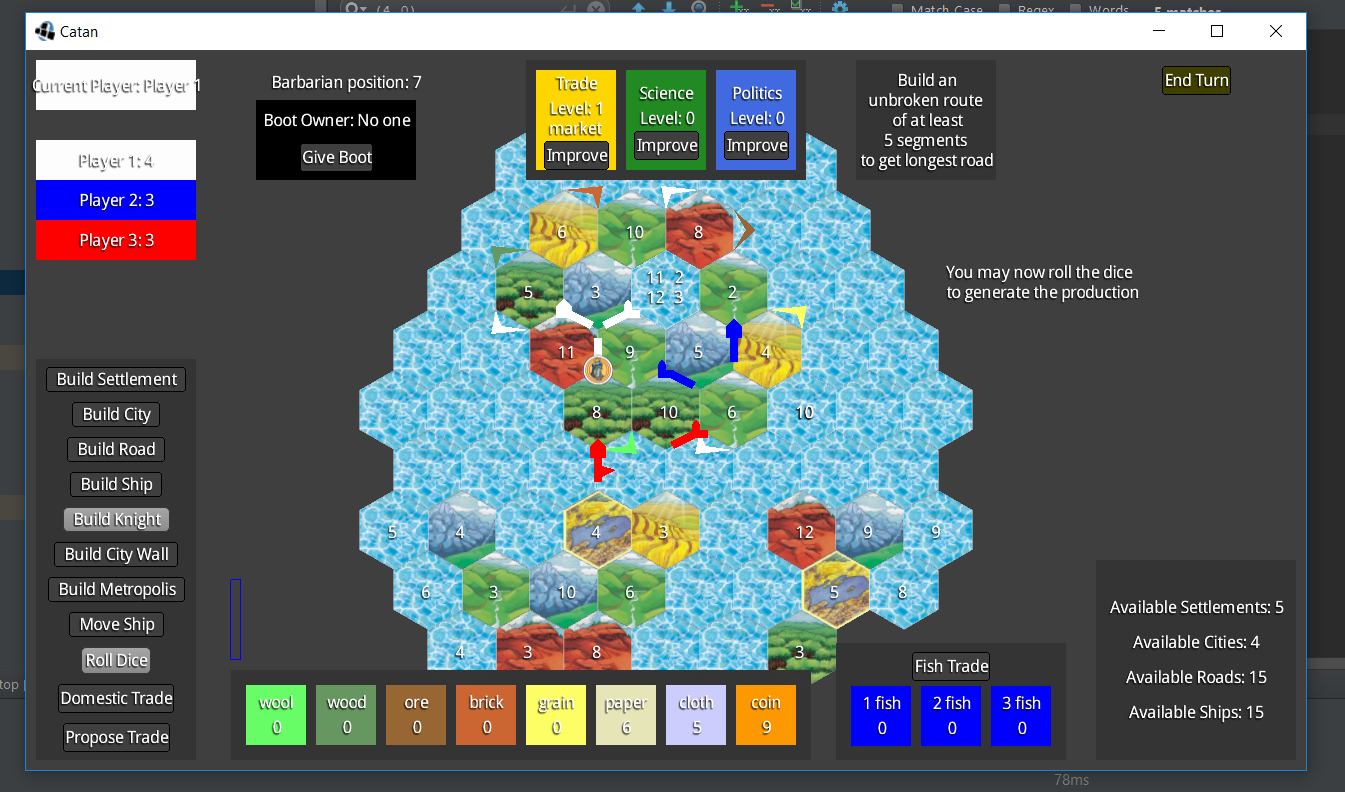 Match Case
Regex
Words
5 matches
Catan
Current Player: Player 1
Player 1: 4
Player 2: 3
Player 3: 3
Barbarian position: 7
Boot Owner: No one
Give Boot
Trade
Level: 1
market
Improve
Science
Level: 0
Improve
Politics
Level: 0
Improve
Build an
unbroken route
of at least
5 segments
to get longest road
End Turn
You may now roll the dice
to generate the production
6
10
8
5
3
11 2
12 3
2
11
9
5
4
8
10
6
10
5
4
4
3
12
9
9
6
3
10
6
5
8
4
3
8
3
Build Settlement
Build City
Build Road
Build Ship
Build Knight
Build City Wall
Build Metropolis
Move Ship
Roll Dice
Domestic Trade
Propose Trade
wool
0
wood
0
ore
0
brick
0
grain
0
paper
6
cloth
5
coin
9
Fish Trade
1 fish
0
2 fish
0
3 fish
0
Available Settlements: 5
Available Cities: 4
Available Roads: 15
Available Ships: 15
78ms